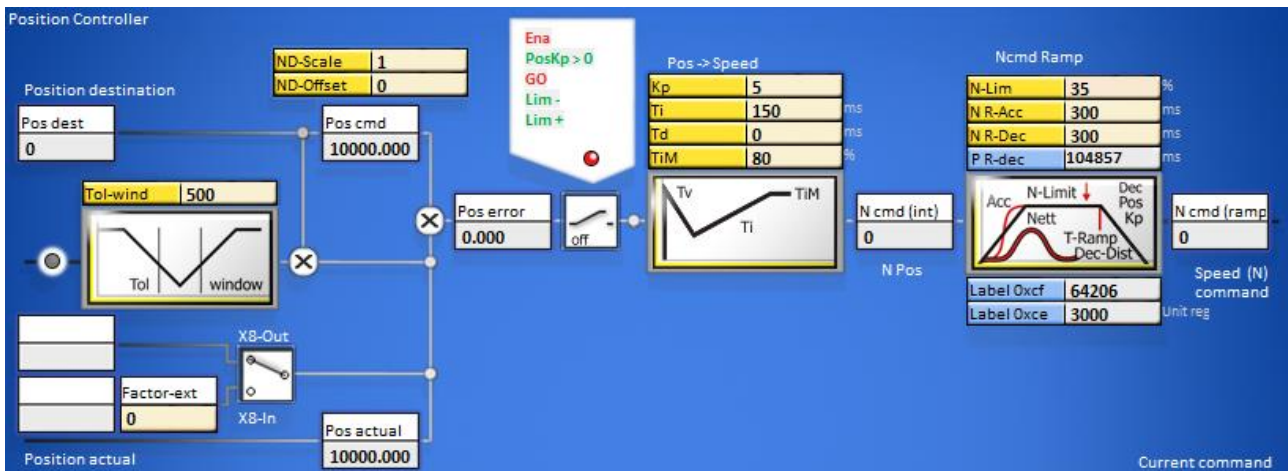 Position Controller
Ena
PosKp > 0
GO
Lim -
Lim +
ND-Scale 1
ND-Offset 0
Pos -> Speed
Kp 5
Ti 150 ms
Td 0 ms
TiM 80 %
Ncmd Ramp
N-Lim 35 %
N R-Acc 300 ms
N R-Dec 300 ms
P R-dec 104857 ms
Position destination
Pos dest
0
Pos cmd
10000.000
Tol-wind 500
Tol window
Pos error
0.000
off
Tv TiM
Ti
N cmd (int)
0
N Pos
Acc N-Limit Dec
Pos
Nett Kp
T-Ramp
Dec-Dist
N cmd (ramp
0
Speed (N)
command
Label 0xcf 64206
Label 0xce 3000 Unit reg
X8-Out
Factor-ext
0
X8-In
Pos actual
10000.000
Position actual
Current command